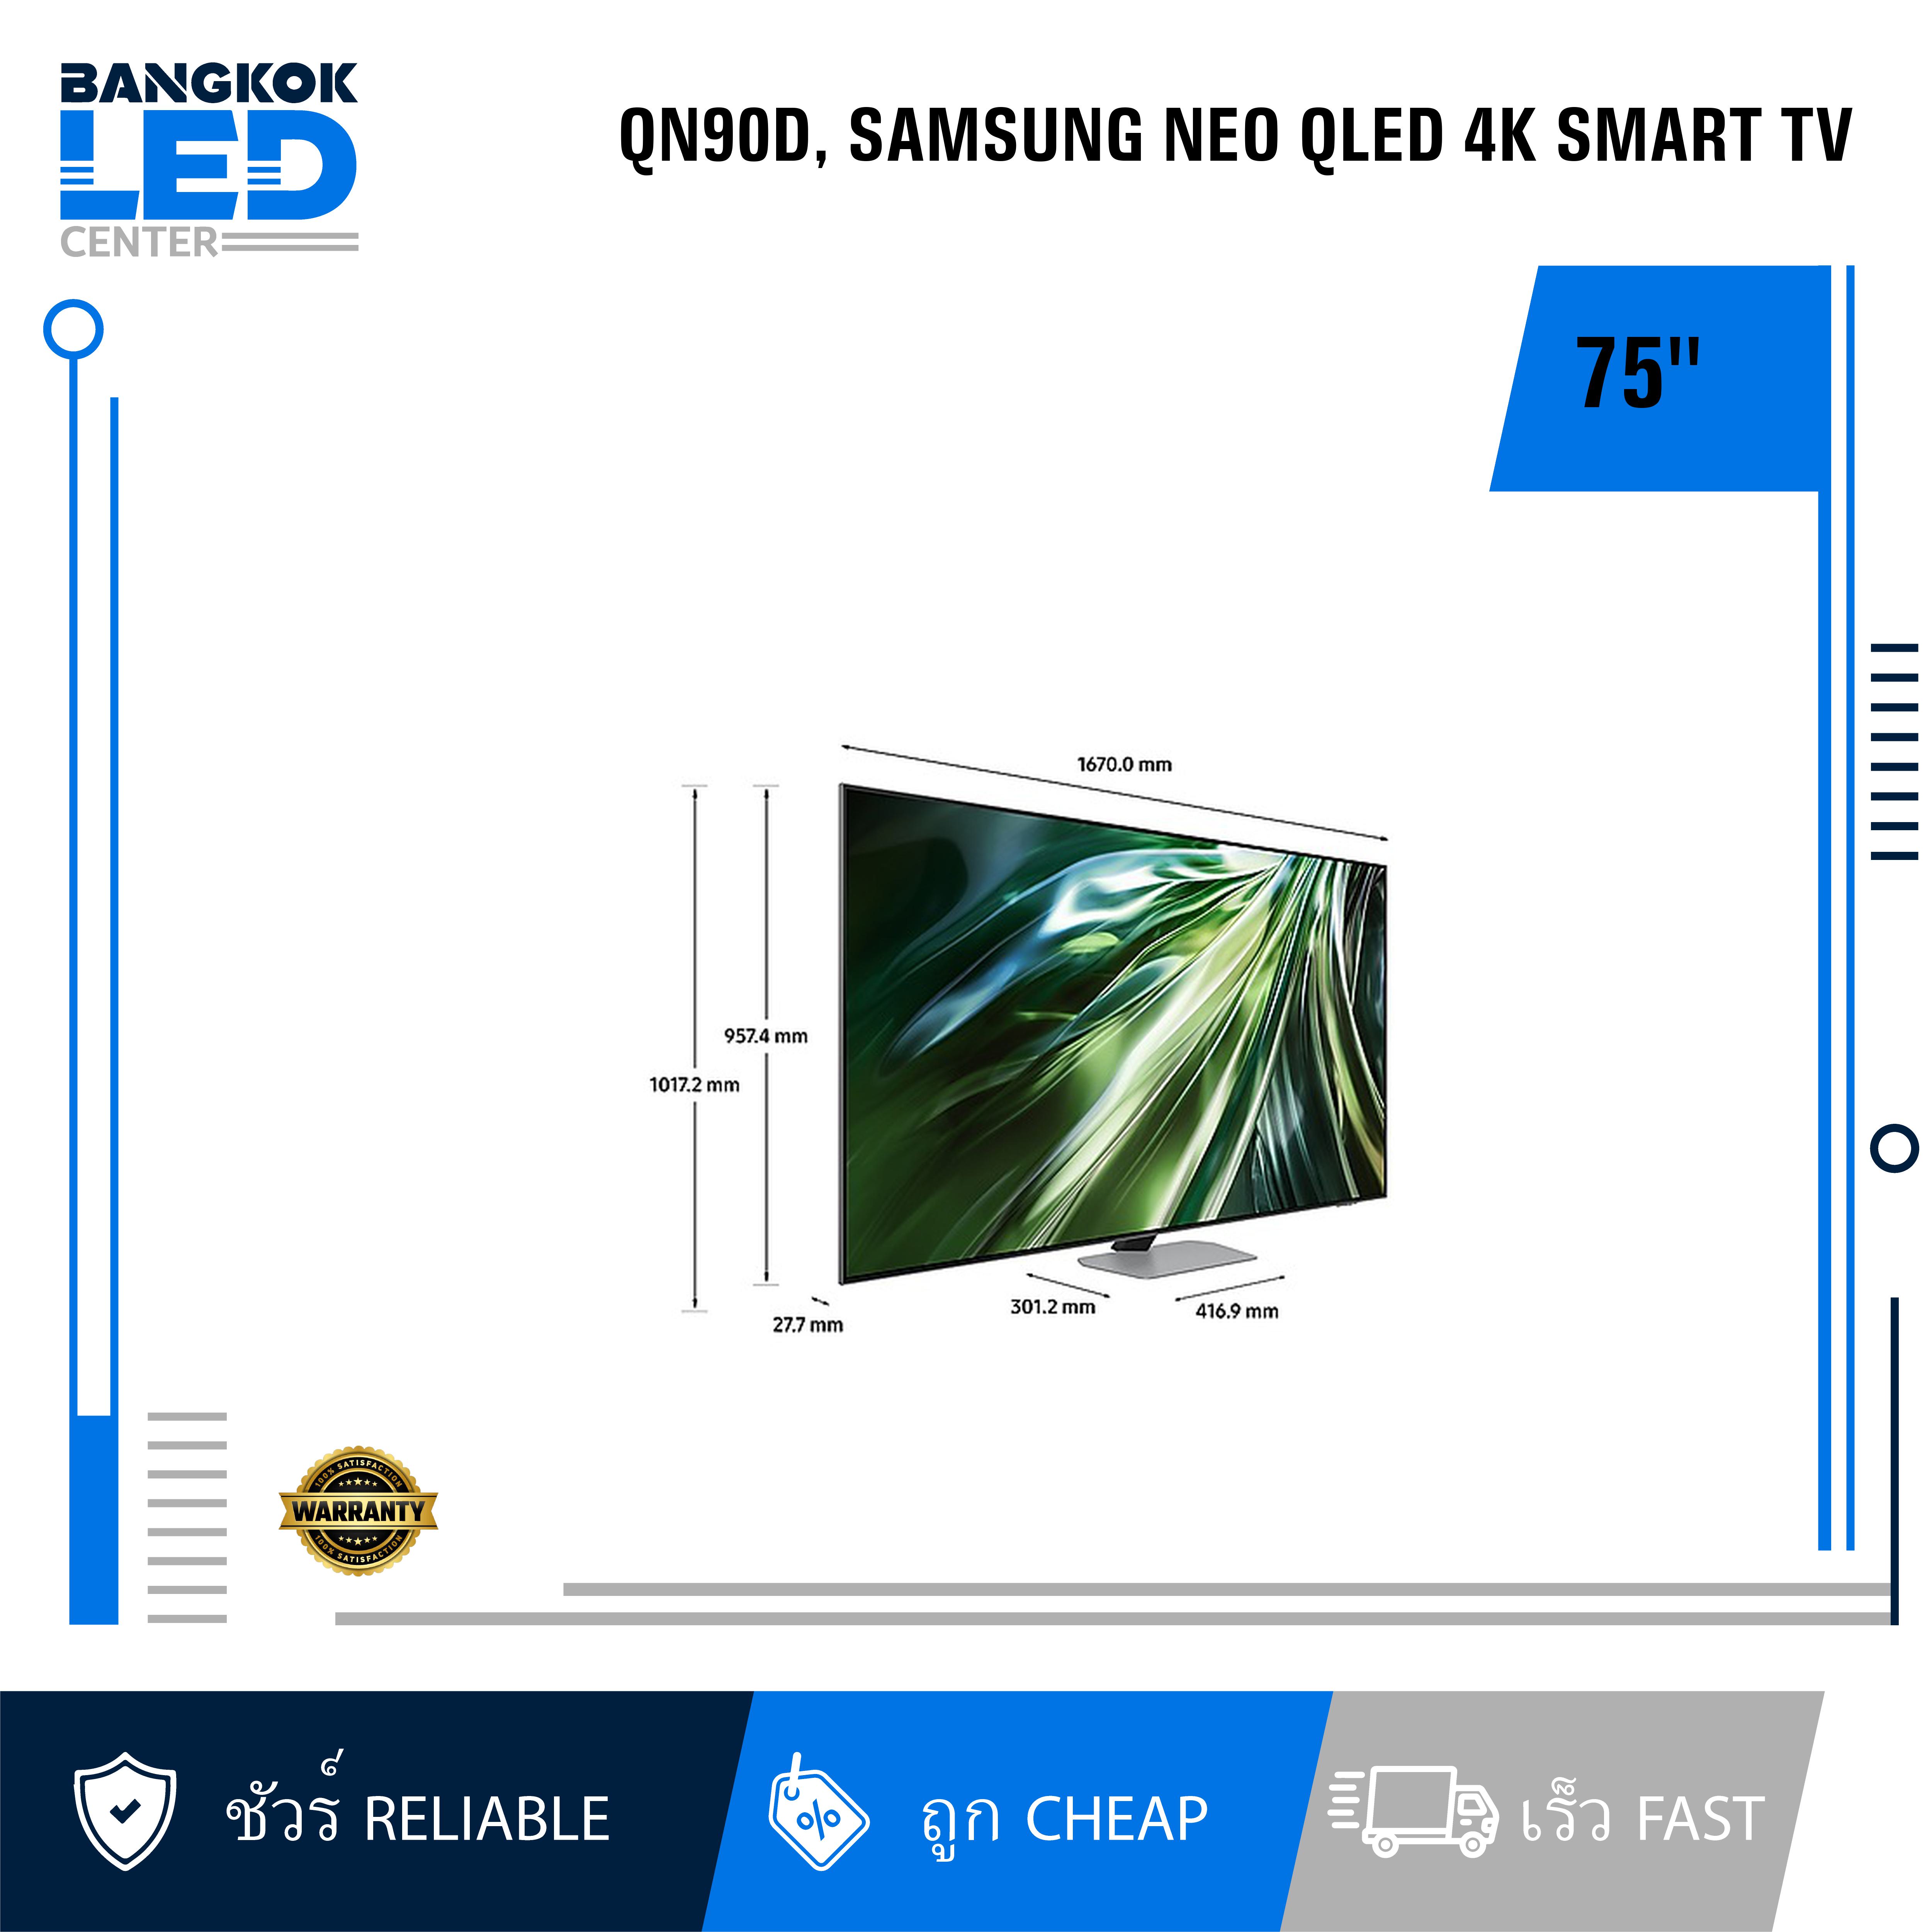 BANGKOK
LED
CENTER
QN90D, SAMSUNG NEO QLED 4K SMART TV
75"
1670.0 mm
957.4 mm
1017.2 mm
27.7 mm
301.2 mm
416.9 mm
100% SATISFACTION
WARRANTY
100% SATISFACTION
ชัวร์ RELIABLE
% ถูก CHEAP
เร็ว FAST